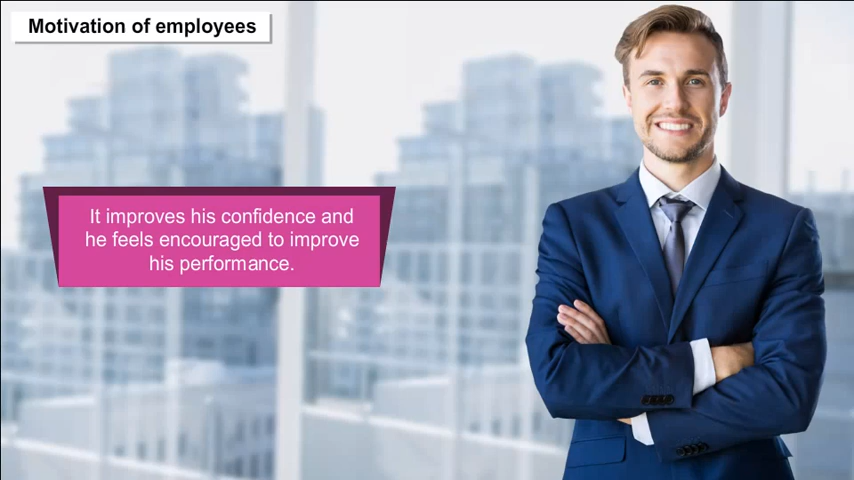 Motivation of employees
It improves his confidence and
he feels encouraged to improve
his performance.